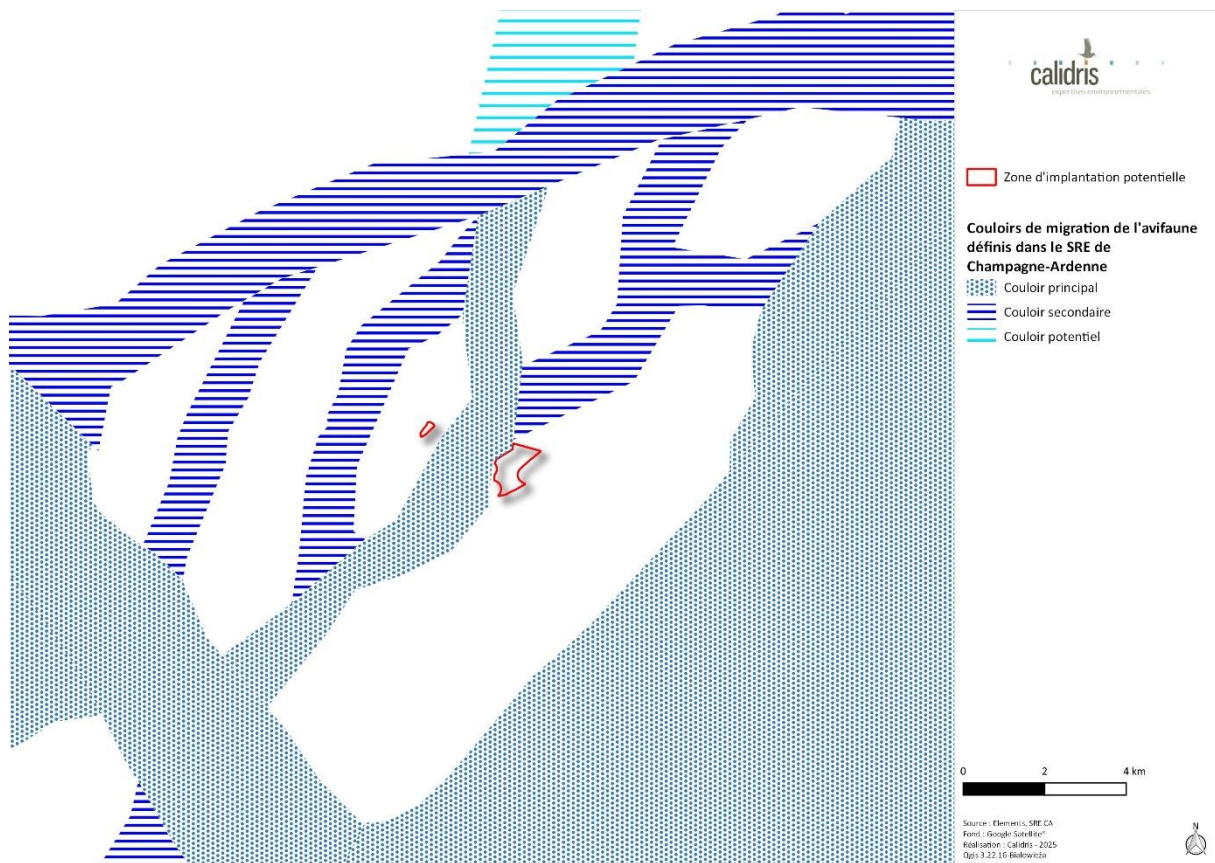 calidris
expertises environnementales
Zone d'implantation potentielle
Couloirs de migration de l'avifaune
définis dans le SRE de
Champagne-Ardenne
Couloir principal
Couloir secondaire
Couloir potentiel
0 2 4 km
Source : Elements, SRE CA
Fond : Google Satellite®
Réalisation : Calidris - 2025
Qgis 3.22.16-Białowieża
N